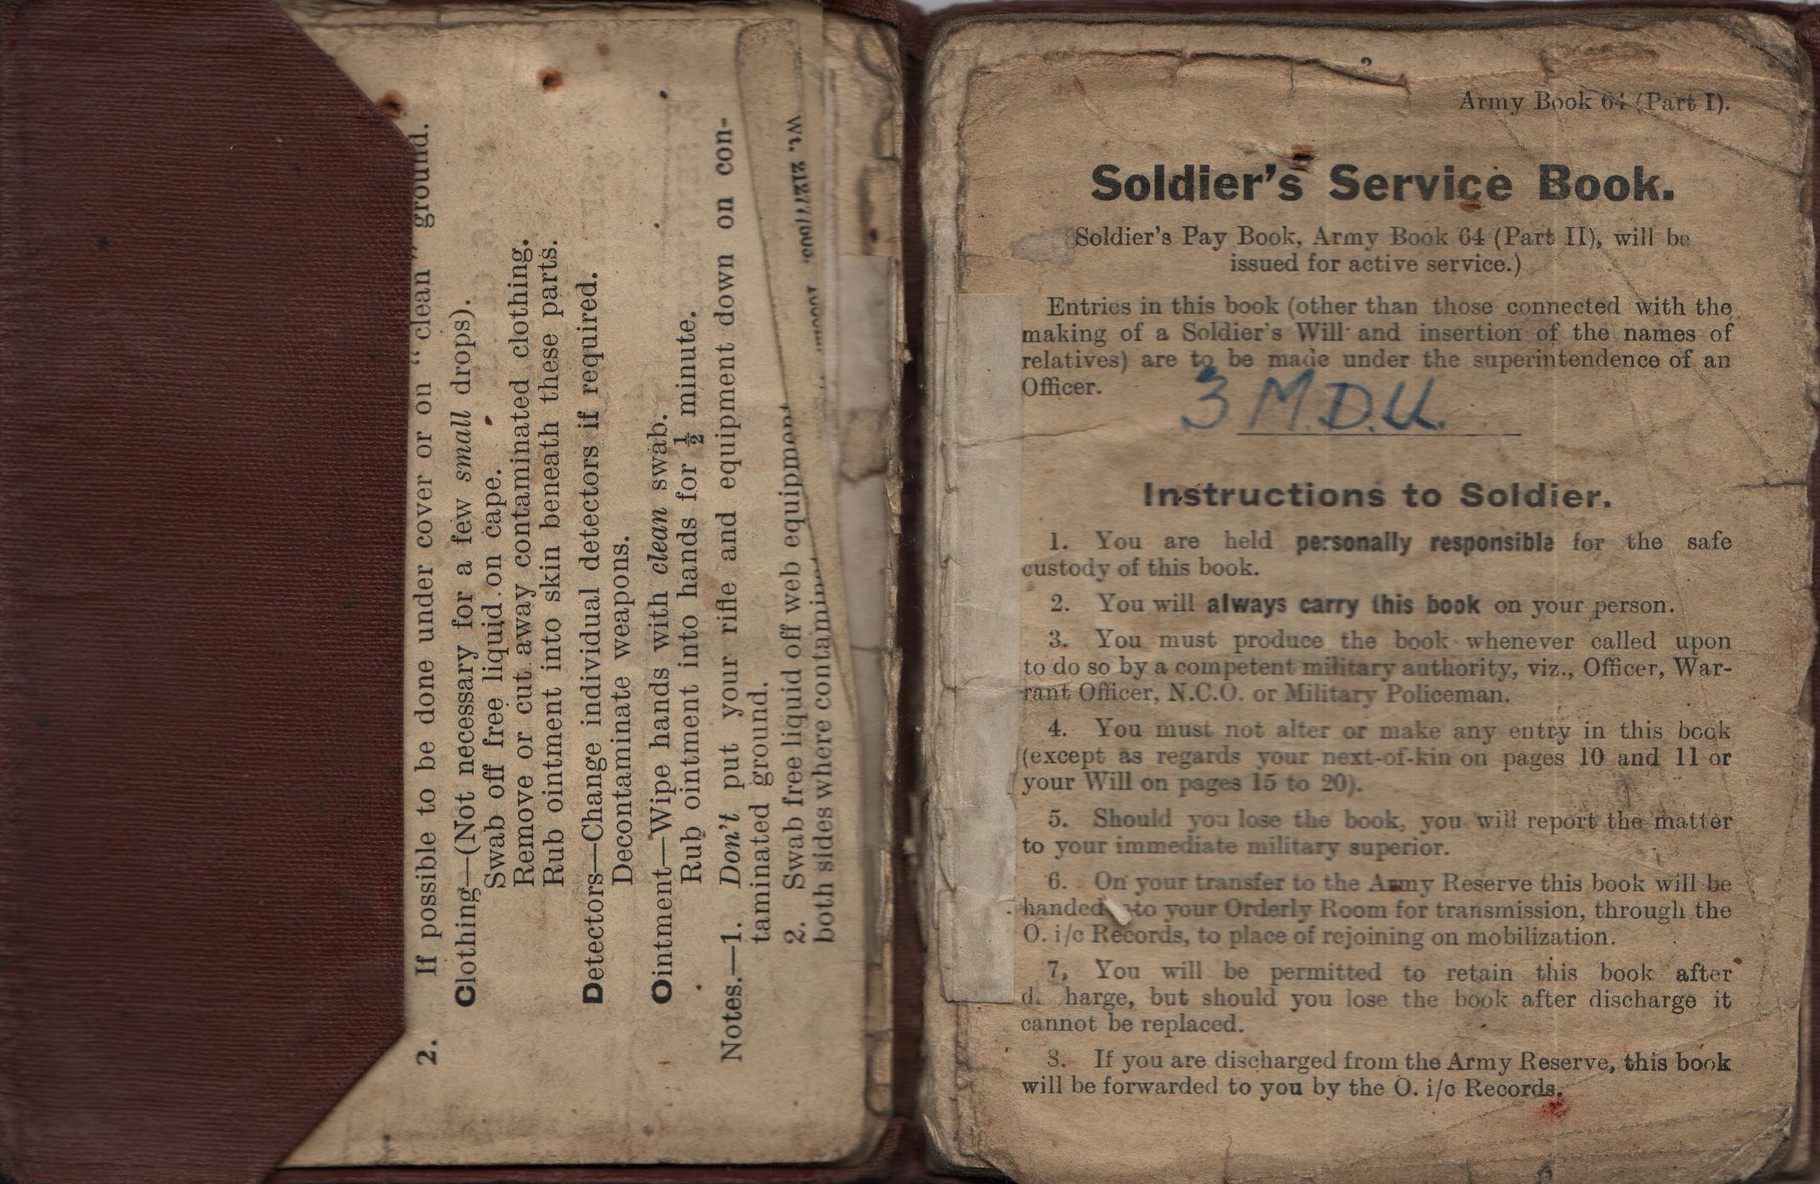 2. If possible to be done under cover or on “ clean ” ground.
Clothing—(Not necessary for a few small drops).
Swab off free liquid on cape.
Remove or cut away contaminated clothing.
Rub ointment into skin beneath these parts.
Detectors—Change individual detectors if required.
Decontaminate weapons.
Ointment—Wipe hands with clean swab.
Rub ointment into hands for ½ minute.
Notes.—1. Don't put your rifle and equipment down on con-
taminated ground.
2. Swab free liquid off web equipment
both sides where contaminated
Wt.
Army Book 64 (Part I).
Soldier's Service Book.
(Soldier's Pay Book, Army Book 64 (Part II), will be
issued for active service.)
Entries in this book (other than those connected with the
making of a Soldier's Will and insertion of the names of
relatives) are to be made under the superintendence of an
Officer.
3 M.D.U.
Instructions to Soldier.
1. You are held personally responsible for the safe
custody of this book.
2. You will always carry this book on your person.
3. You must produce the book whenever called upon
to do so by a competent military authority, viz., Officer, War-
rant Officer, N.C.O. or Military Policeman.
4. You must not alter or make any entry in this book
(except as regards your next-of-kin on pages 10 and 11 or
your Will on pages 15 to 20).
5. Should you lose the book, you will report the matter
to your immediate military superior.
6. On your transfer to the Army Reserve this book will be
handed into your Orderly Room for transmission, through the
O. i/c Records, to place of rejoining on mobilization.
7. You will be permitted to retain this book after
d. harge, but should you lose the book after discharge it
cannot be replaced.
8. If you are discharged from the Army Reserve, this book
will be forwarded to you by the O. i/c Records.